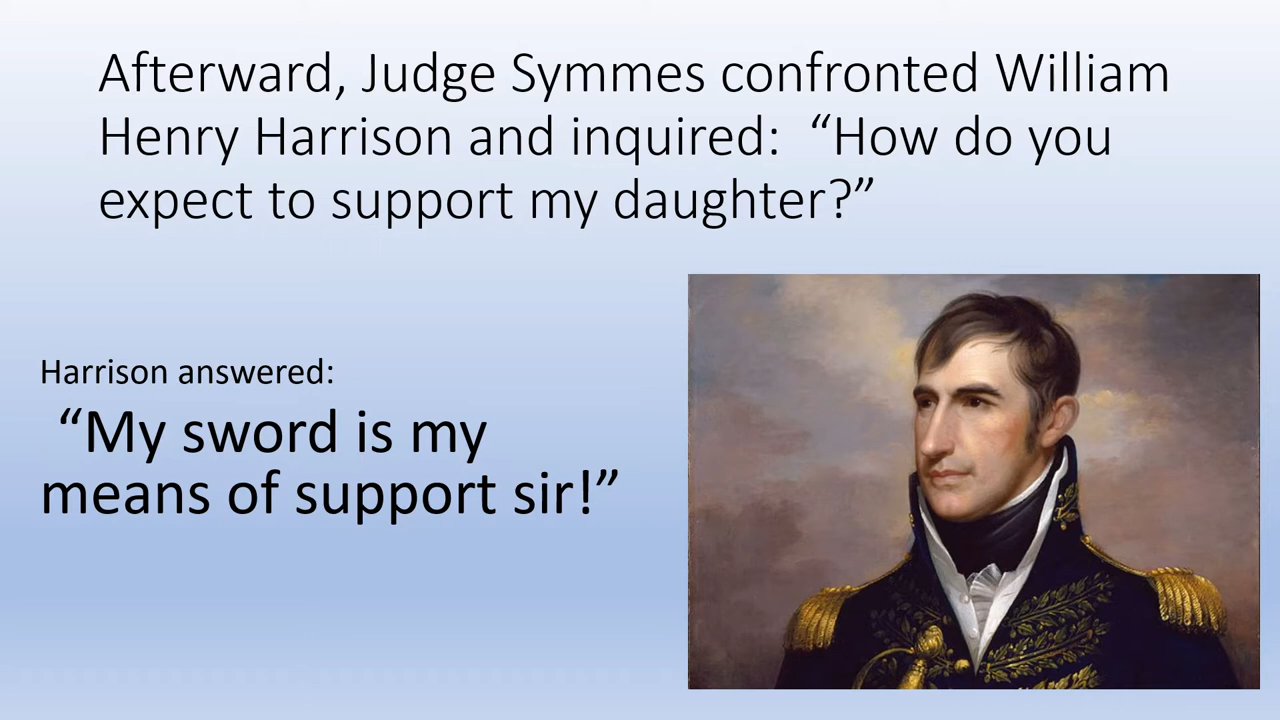 Afterward, Judge Symmes confronted William
Henry Harrison and inquired:  “How do you
expect to support my daughter?”
Harrison answered:
“My sword is my
means of support sir!”